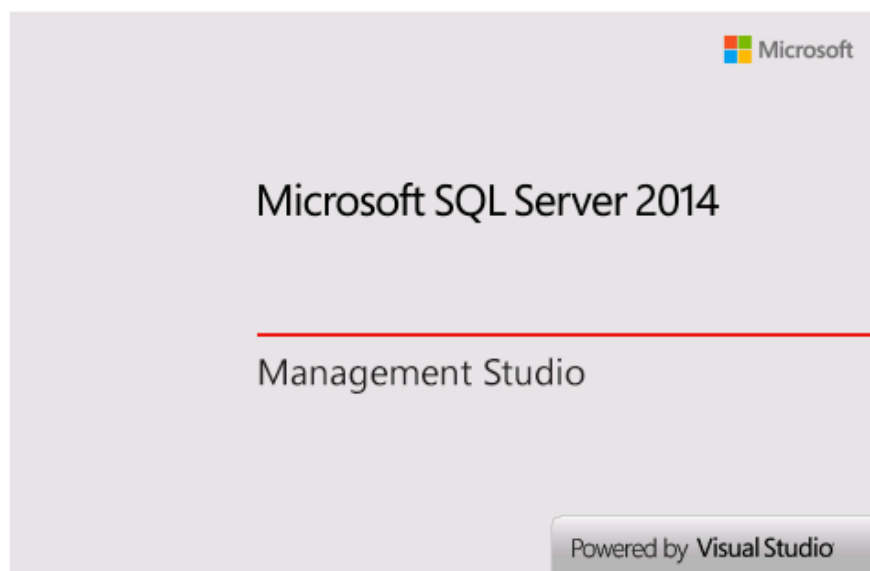 Microsoft
Microsoft SQL Server 2014
Management Studio
Powered by Visual Studio